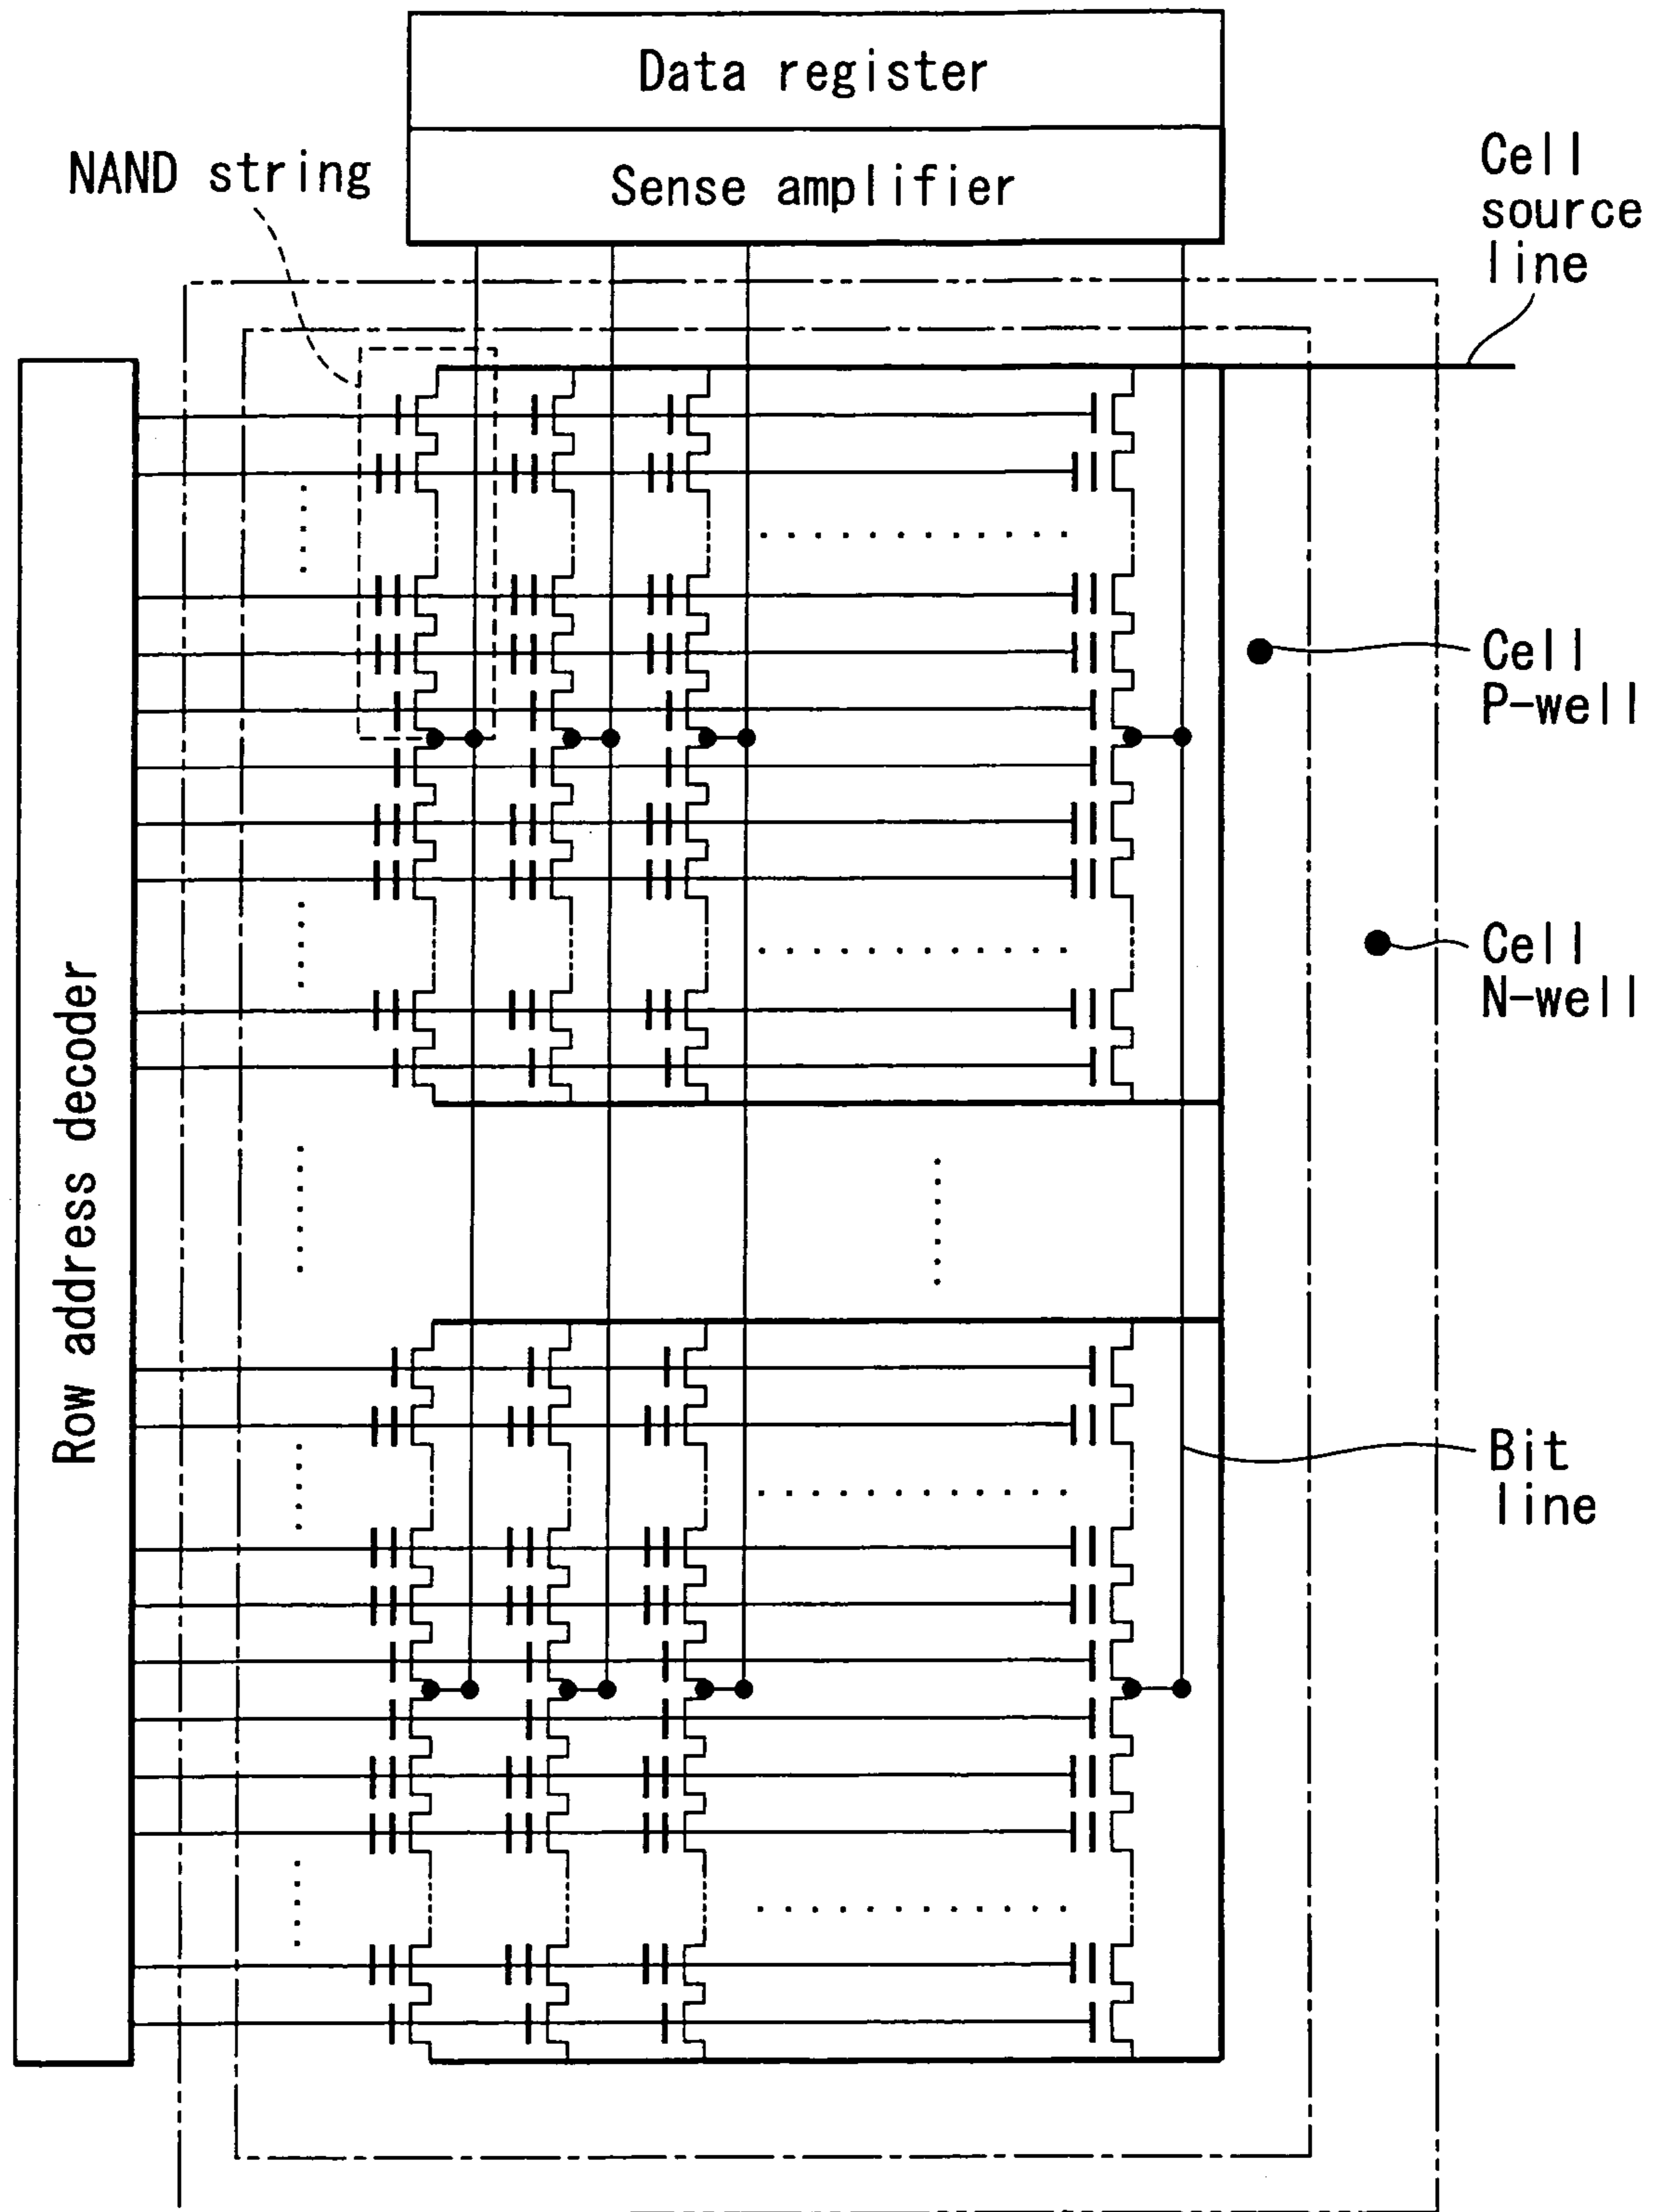 Data register
Sense amplifier
NAND string
Cell
source
line
Cell
P-well
Cell
N-well
Row address decoder
Bit
line